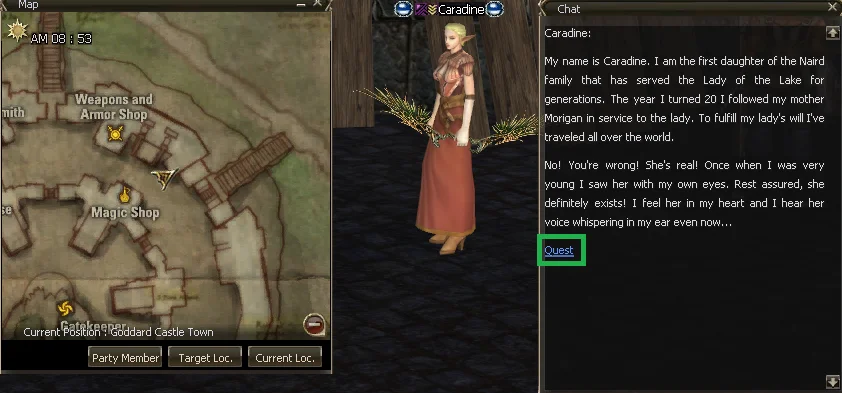 Map
AM 08 : 53
Weapons and
Armor Shop
mith
Magic Shop
se
Gatekeeper
Current Position : Goddard Castle Town
Party Member
Target Loc.
Current Loc.
Caradine
Chat
Caradine:
My name is Caradine. I am the first daughter of the Naird
family that has served the Lady of the Lake for
generations. The year I turned 20 I followed my mother
Morigan in service to the lady. To fulfill my lady's will I've
traveled all over the world.
No! You're wrong! She's real! Once when I was very
young I saw her with my own eyes. Rest assured, she
definitely exists! I feel her in my heart and I hear her
voice whispering in my ear even now...
Quest